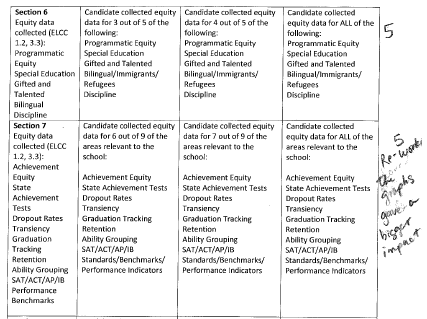 Section 6
Equity data
collected (ELCC
1.2, 3.3):
Programmatic
Equity
Special Education
Gifted and
Talented
Bilingual
Discipline
Candidate collected equity
data for 3 out of 5 of the
following:
Programmatic Equity
Special Education
Gifted and Talented
Bilingual/Immigrants/
Refugees
Discipline
Candidate collected equity
data for 4 out of 5 of the
following:
Programmatic Equity
Special Education
Gifted and Talented
Bilingual/Immigrants/
Refugees
Discipline
Candidate collected
equity data for ALL of
the following:
Programmatic Equity
Special Education
Gifted and Talented
Bilingual/Immigrants/
Refugees
Discipline
5
Section 7
Equity data
collected (ELCC
1.2, 3.3):
Achievement
Equity
State
Achievement
Tests
Dropout Rates
Transiency
Graduation
Tracking
Retention
Ability Grouping
SAT/ACT/AP/IB
Performance
Benchmarks
Candidate collected equity
data for 6 out of 9 of the
areas relevant to the
school:
Achievement Equity
State Achievement Tests
Dropout Rates
Transiency
Graduation Tracking
Retention
Ability Grouping
SAT/ACT/AP/IB
Standards/Benchmarks/
Performance Indicators
Candidate collected equity
data for 7 out of 9 of the
areas relevant to the
school:
Achievement Equity
State Achievement Tests
Dropout Rates
Transiency
Graduation Tracking
Retention
Ability Grouping
SAT/ACT/AP/IB
Standards/Benchmarks/
Performance Indicators
Candidate collected
equity data for ALL of the
areas relevant to the
school:
Achievement Equity
State Achievement Tests
Dropout Rates
Transiency
Graduation Tracking
Retention
Ability Grouping
SAT/ACT/AP/IB
Standards/Benchmarks/
Performance Indicators
5
Re-work
the
graphs
gave a
bigger
impact